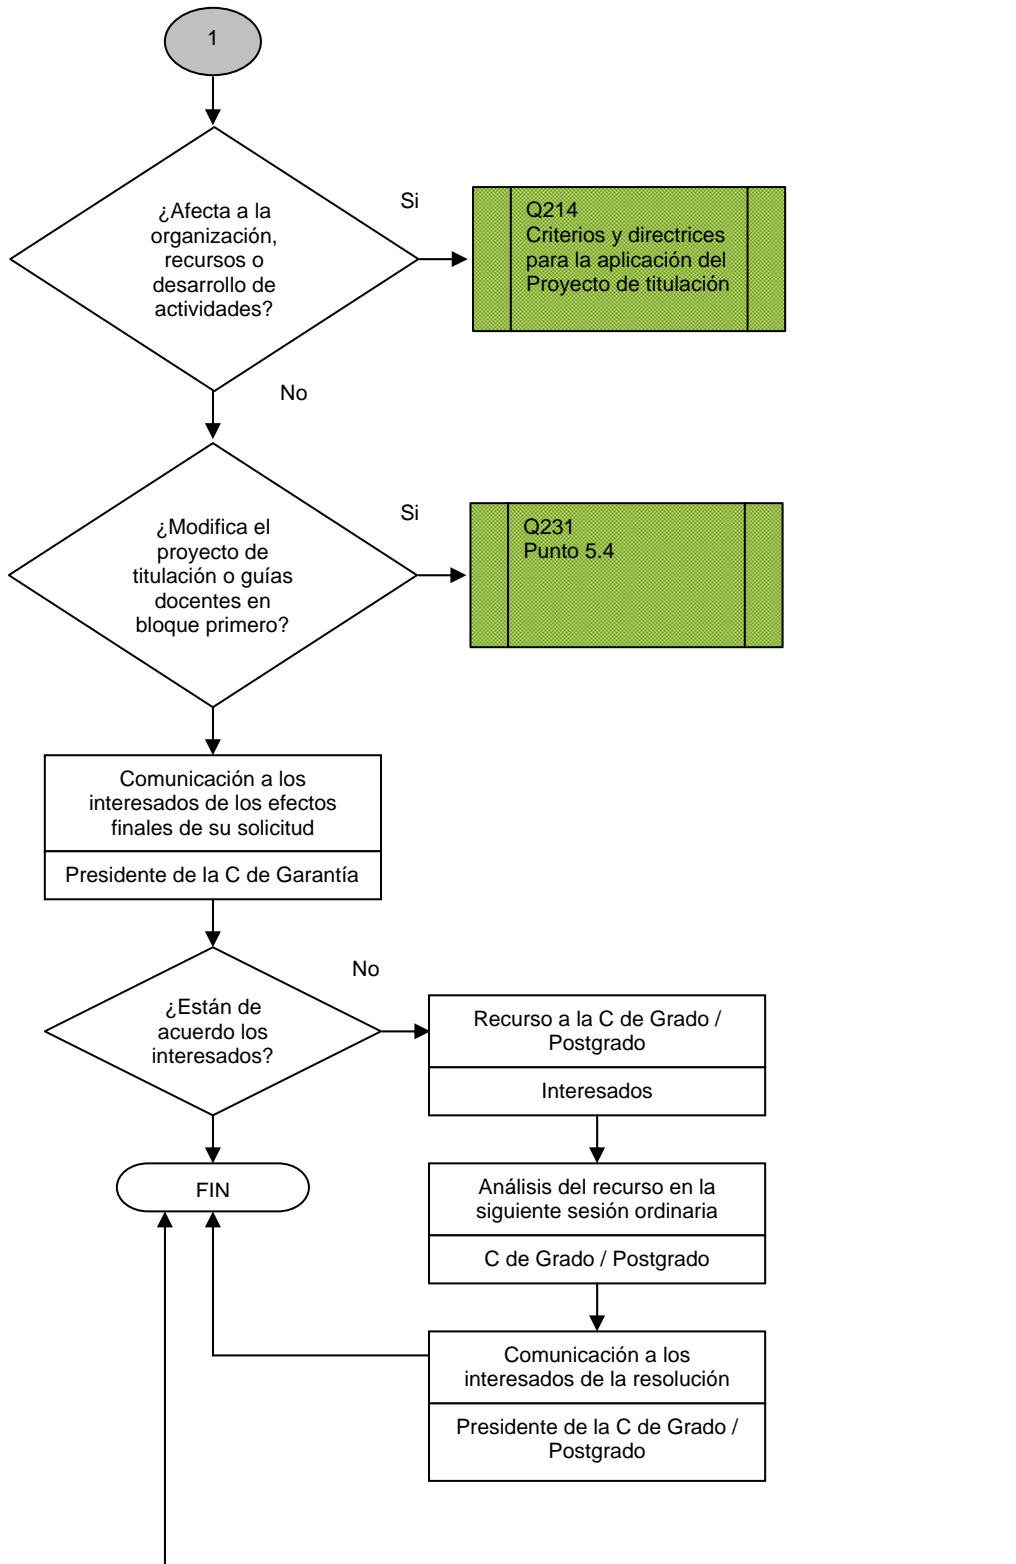 1
¿Afecta a la
organización,
recursos o
desarrollo de
actividades?
Si
Q214
Criterios y directrices
para la aplicación del
Proyecto de titulación
No
¿Modifica el
proyecto de
titulación o guías
docentes en
bloque primero?
Si
Q231
Punto 5.4
Comunicación a los
interesados de los efectos
finales de su solicitud
Presidente de la C de Garantía
¿Están de
acuerdo los
interesados?
No
Recurso a la C de Grado /
Postgrado
Interesados
FIN
Análisis del recurso en la
siguiente sesión ordinaria
C de Grado / Postgrado
Comunicación a los
interesados de la resolución
Presidente de la C de Grado /
Postgrado